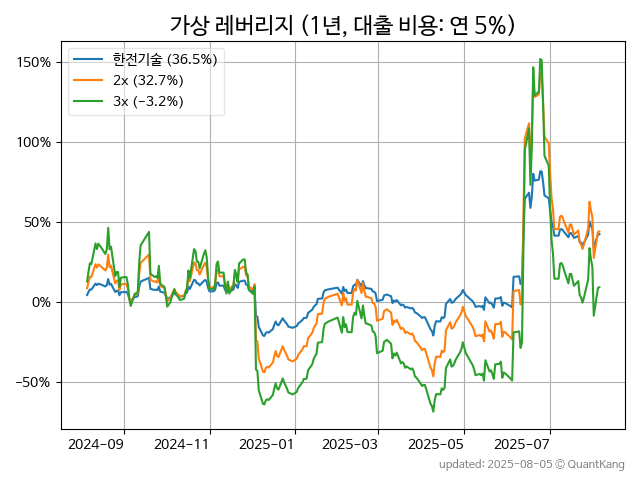 가상 레버리지 (1년, 대출 비용: 연 5%)
한전기술 (36.5%)
2x (32.7%)
3x (−3.2%)
150%
100%
50%
0%
−50%
2024-09
2024-11
2025-01
2025-03
2025-05
2025-07
updated: 2025-08-05 © QuantKang